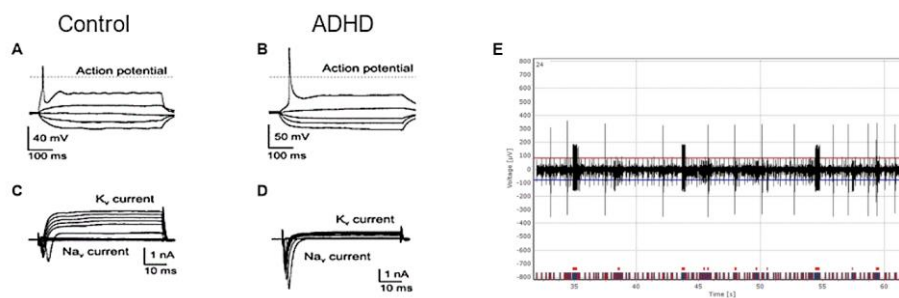 Control
ADHD
A
Action potential
40 mV
100 ms
B
Action potential
50 mV
100 ms
C
Kᵥ current
Naᵥ current
1 nA
10 ms
D
Kᵥ current
Naᵥ current
1 nA
10 ms
E
24
Voltage [µV]
800
700
600
500
400
300
200
100
0
-100
-200
-300
-400
-500
-600
-700
-800
35 40 45 50 55 60
Time [s]